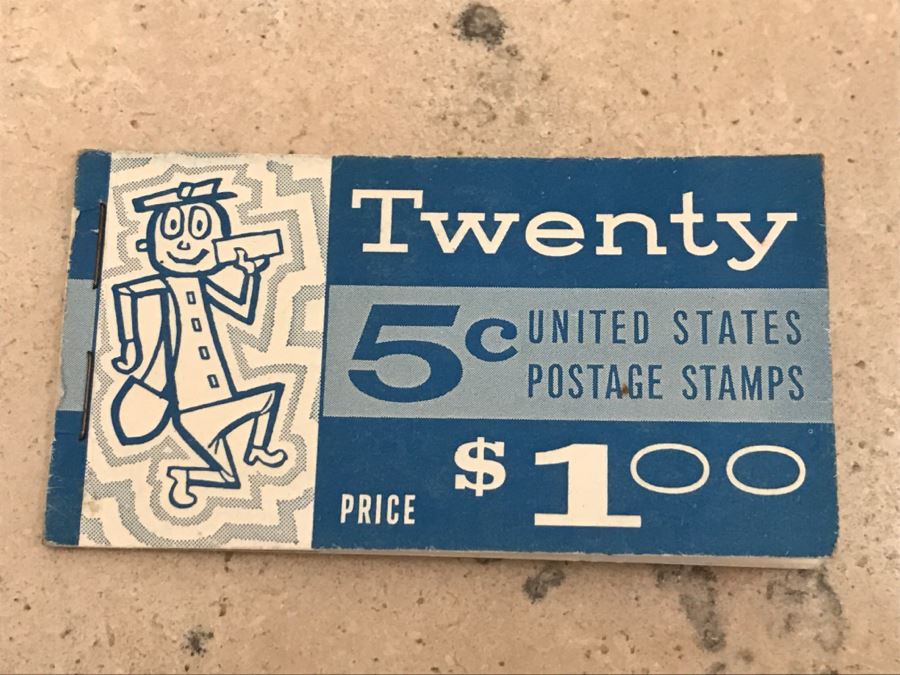 Twenty
5c UNITED STATES
POSTAGE STAMPS
PRICE $1 00